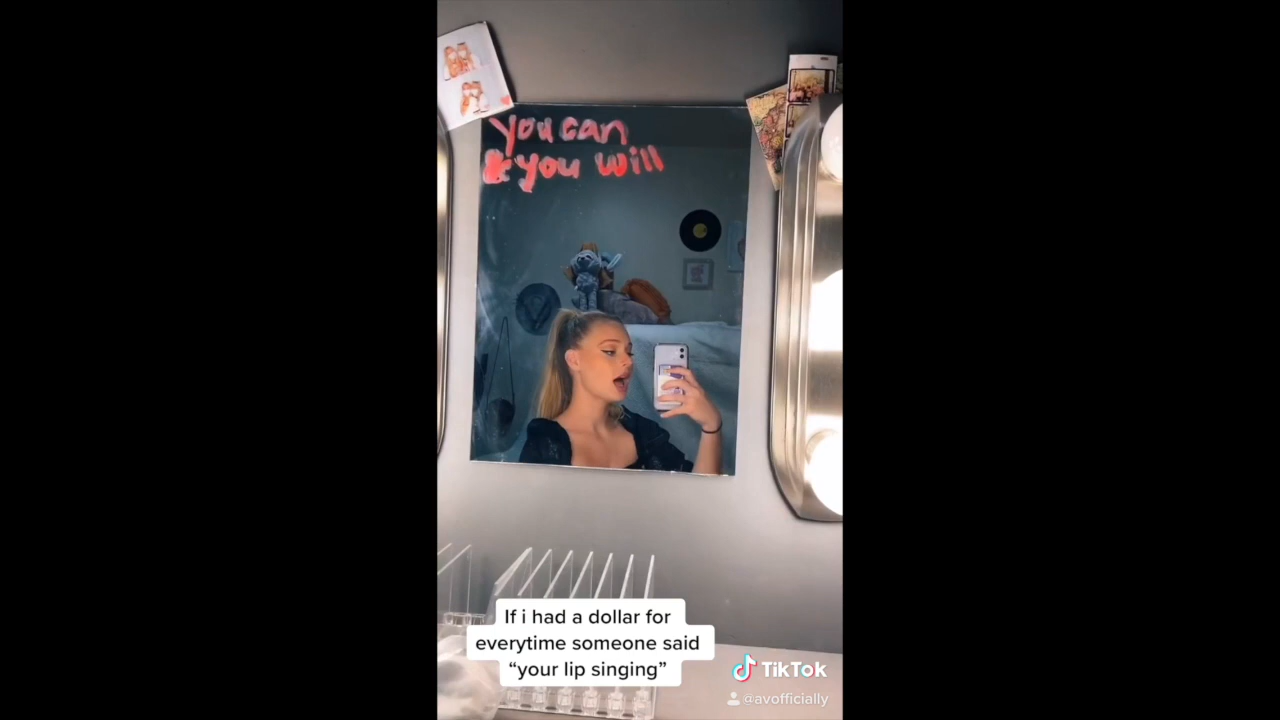 you can
& you will
If i had a dollar for
everytime someone said
“your lip singing”
TikTok
@avofficially